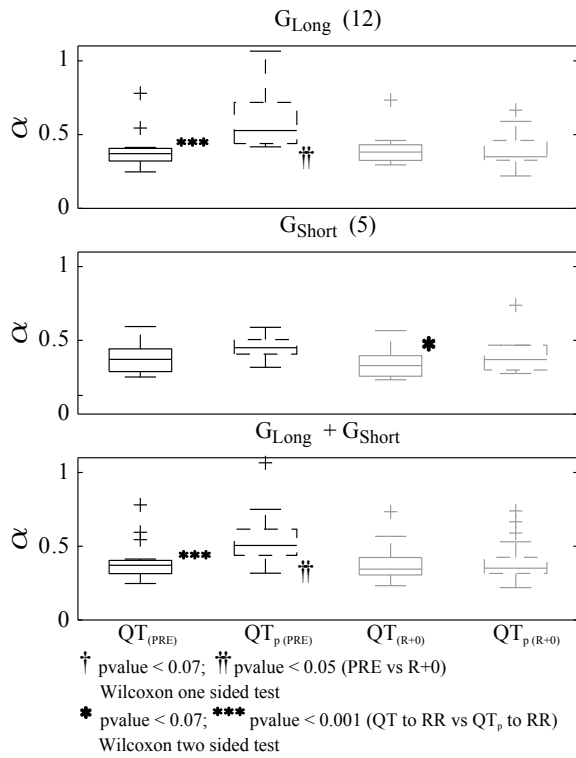 G_Long (12)
α
1
0.5
0
***
††
G_Short (5)
α
1
0.5
0
*
G_Long + G_Short
α
1
0.5
0
***
††
QT(PRE) QTp (PRE) QT(R+0) QTp (R+0)
† pvalue < 0.07; †† pvalue < 0.05 (PRE vs R+0)
Wilcoxon one sided test
* pvalue < 0.07; *** pvalue < 0.001 (QT to RR vs QTp to RR)
Wilcoxon two sided test